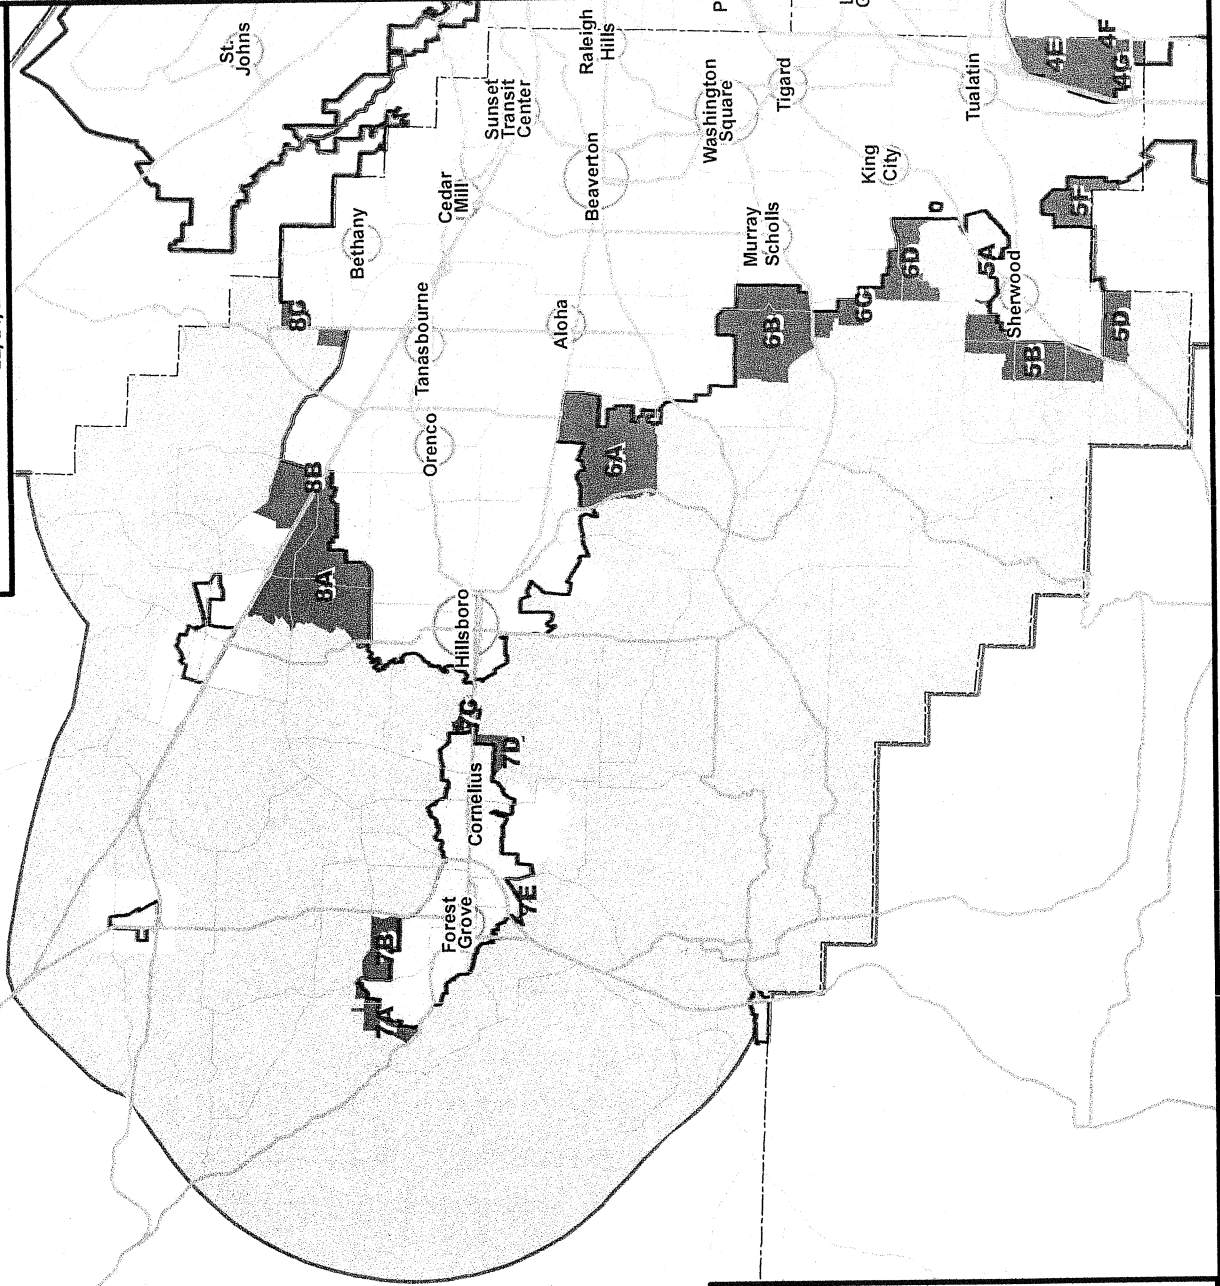 St.
Johns
Raleigh
Hills
Sunset
Transit
Center
Washington
Square
Tigard
Tualatin
4E
4F
4G
Beaverton
King
City
Cedar
Mill
Bethany
Murray
Scholls
5F
6D
5A
Sherwood
8C
Tanasbourne
Aloha
6B
6C
5B
5D
Orenco
8B
6A
8A
Hillsboro
7C
7D
Cornelius
Forest
Grove
7E
7B
7A